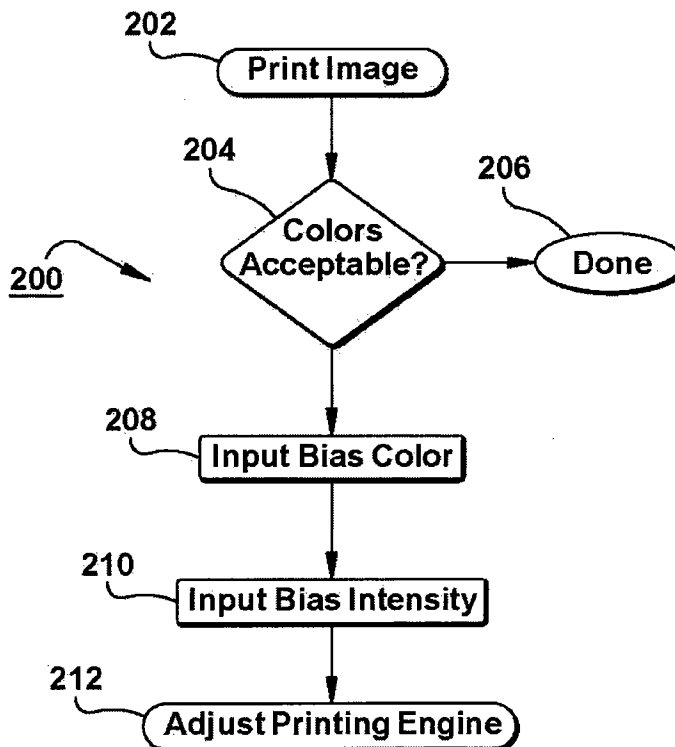 202
Print Image
204
Colors
Acceptable?
206
Done
200
208
Input Bias Color
210
Input Bias Intensity
212
Adjust Printing Engine